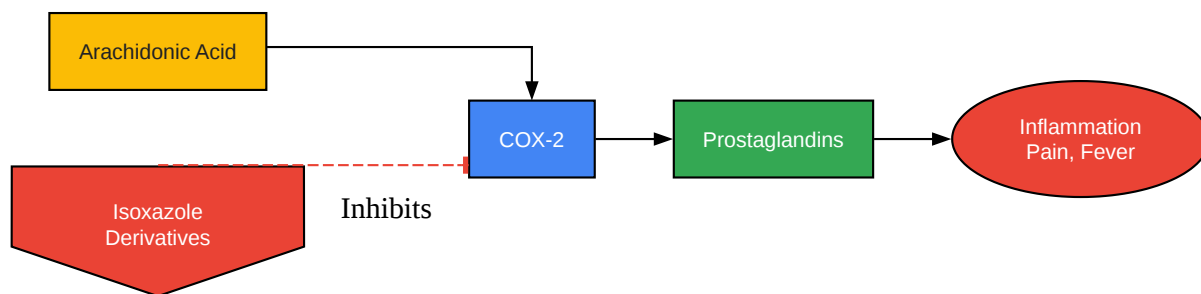 Arachidonic Acid
COX-2
Prostaglandins
Inflammation
Pain, Fever
Isoxazole
Derivatives
Inhibits